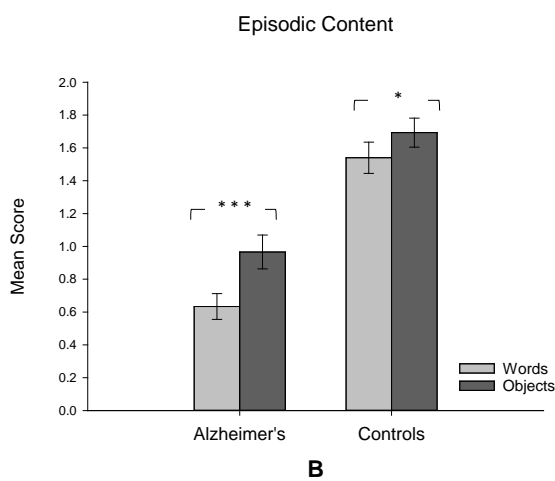 Episodic Content
Mean Score
2.0
1.8
1.6
1.4
1.2
1.0
0.8
0.6
0.4
0.2
0.0
* * *
*
Words
Objects
Alzheimer's Controls
B